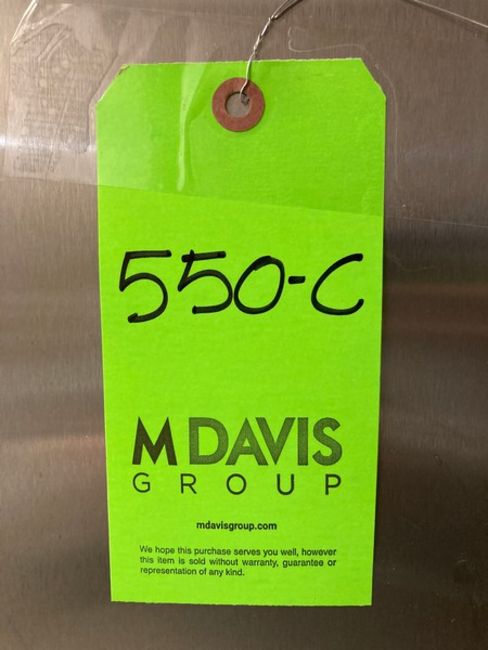 550-C
M DAVIS
GROUP
mdavisgroup.com
We hope this purchase serves you well, however
this item is sold without warranty, guarantee or
representation of any kind.